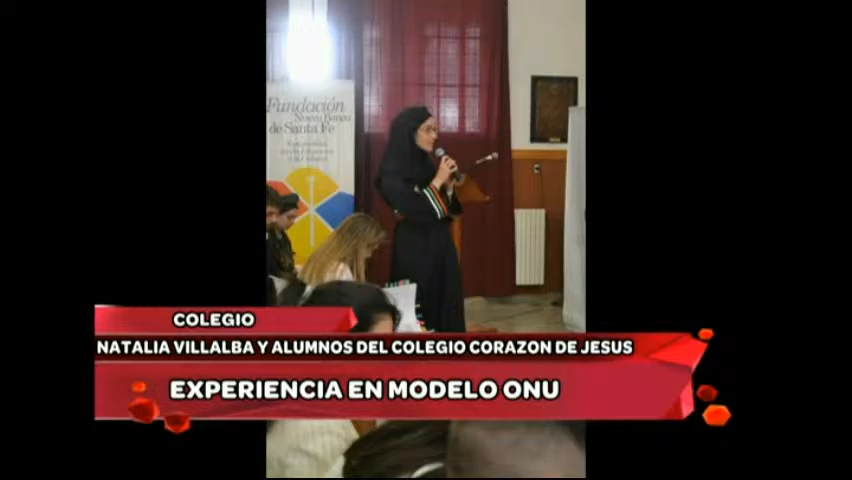 Fundación
Nuevo Banco
de Santa Fe
COLEGIO
NATALIA VILLALBA Y ALUMNOS DEL COLEGIO CORAZON DE JESUS
EXPERIENCIA EN MODELO ONU